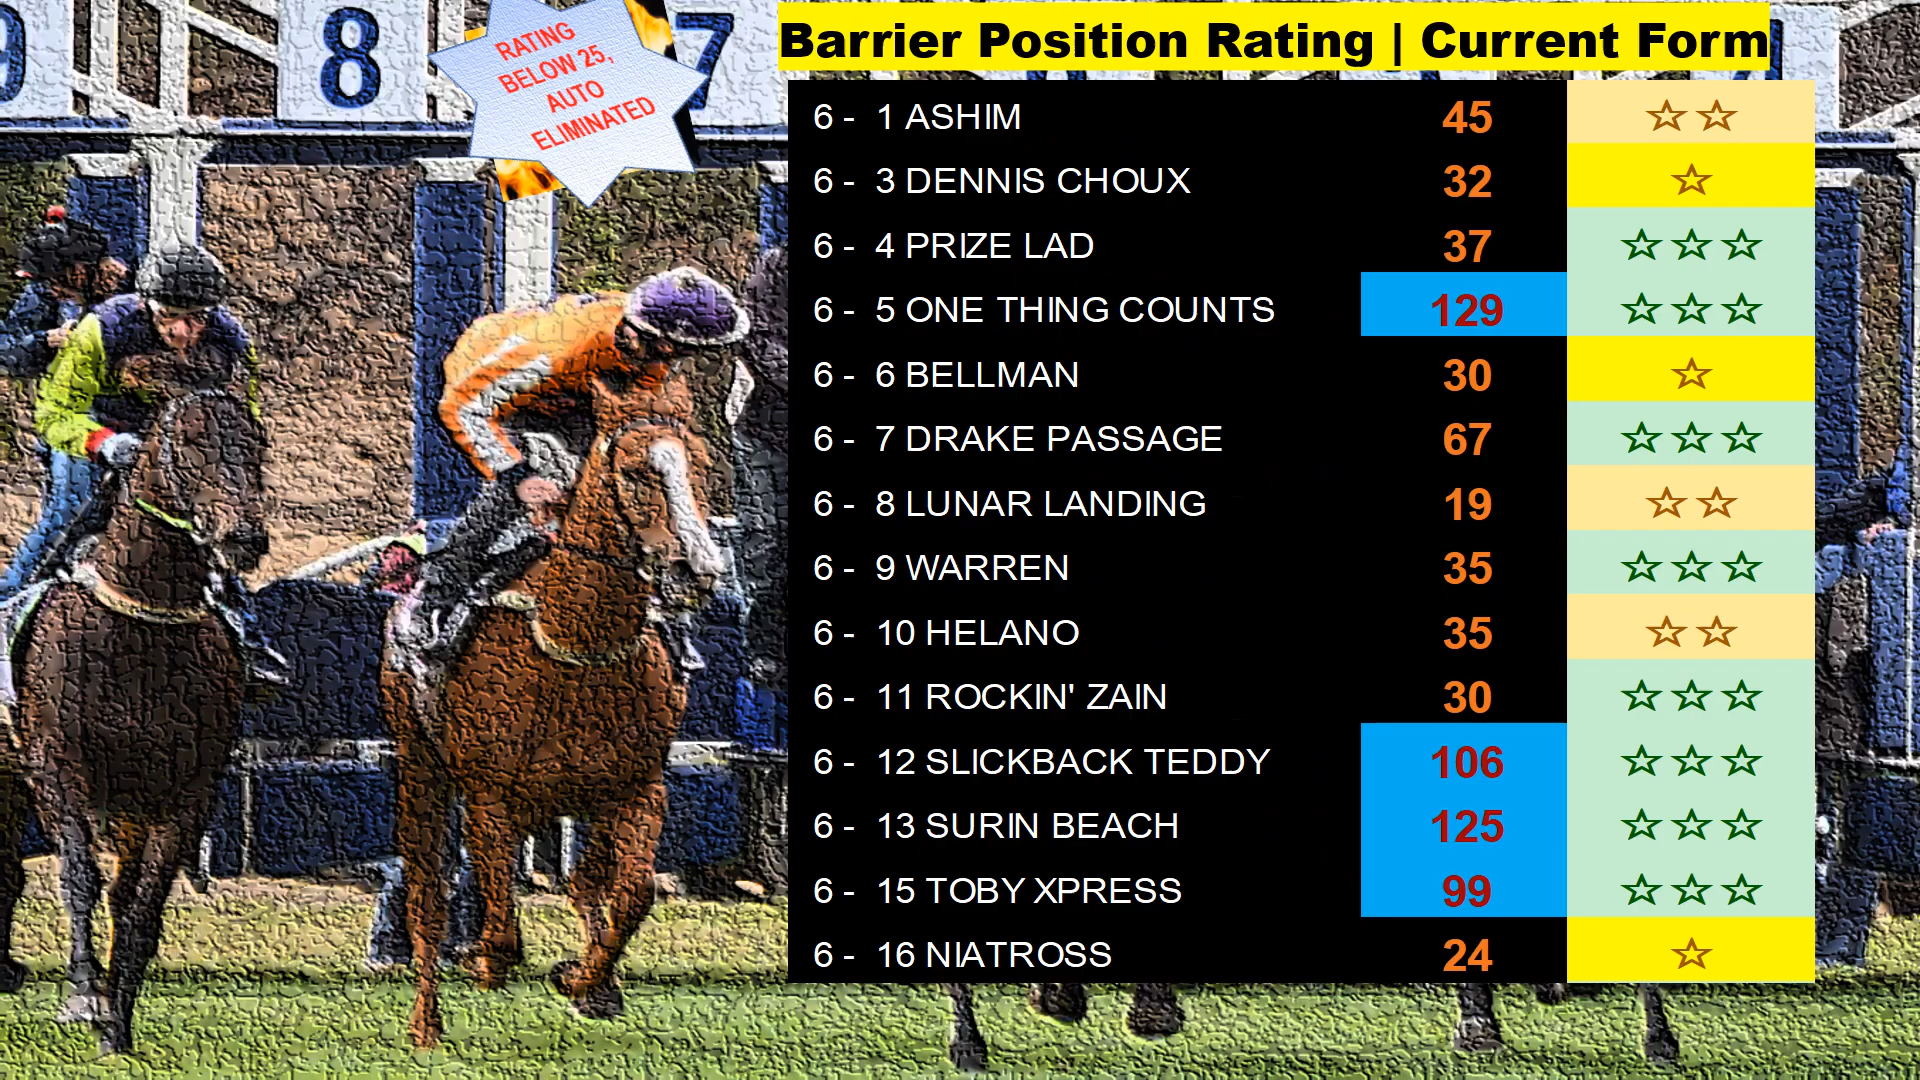 9
8
7
RATING
BELOW 25,
AUTO
ELIMINATED
Barrier Position Rating | Current Form
6 - 1 ASHIM 45 ☆☆
6 - 3 DENNIS CHOUX 32 ☆
6 - 4 PRIZE LAD 37 ☆☆☆
6 - 5 ONE THING COUNTS 129 ☆☆☆
6 - 6 BELLMAN 30 ☆
6 - 7 DRAKE PASSAGE 67 ☆☆☆
6 - 8 LUNAR LANDING 19 ☆☆
6 - 9 WARREN 35 ☆☆☆
6 - 10 HELANO 35 ☆☆
6 - 11 ROCKIN' ZAIN 30 ☆☆☆
6 - 12 SLICKBACK TEDDY 106 ☆☆☆
6 - 13 SURIN BEACH 125 ☆☆☆
6 - 15 TOBY XPRESS 99 ☆☆☆
6 - 16 NIATROSS 24 ☆